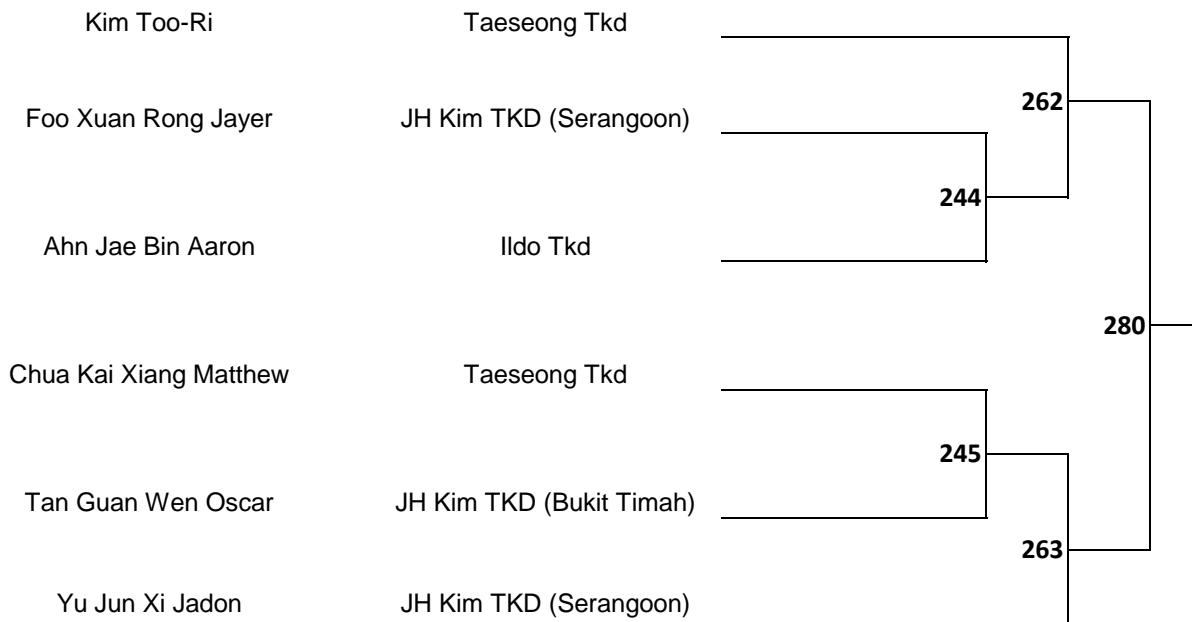 Kim Too-Ri Taeseong Tkd
262
Foo Xuan Rong Jayer JH Kim TKD (Serangoon)
244
Ahn Jae Bin Aaron Ildo Tkd
280
Chua Kai Xiang Matthew Taeseong Tkd
245
Tan Guan Wen Oscar JH Kim TKD (Bukit Timah)
263
Yu Jun Xi Jadon JH Kim TKD (Serangoon)